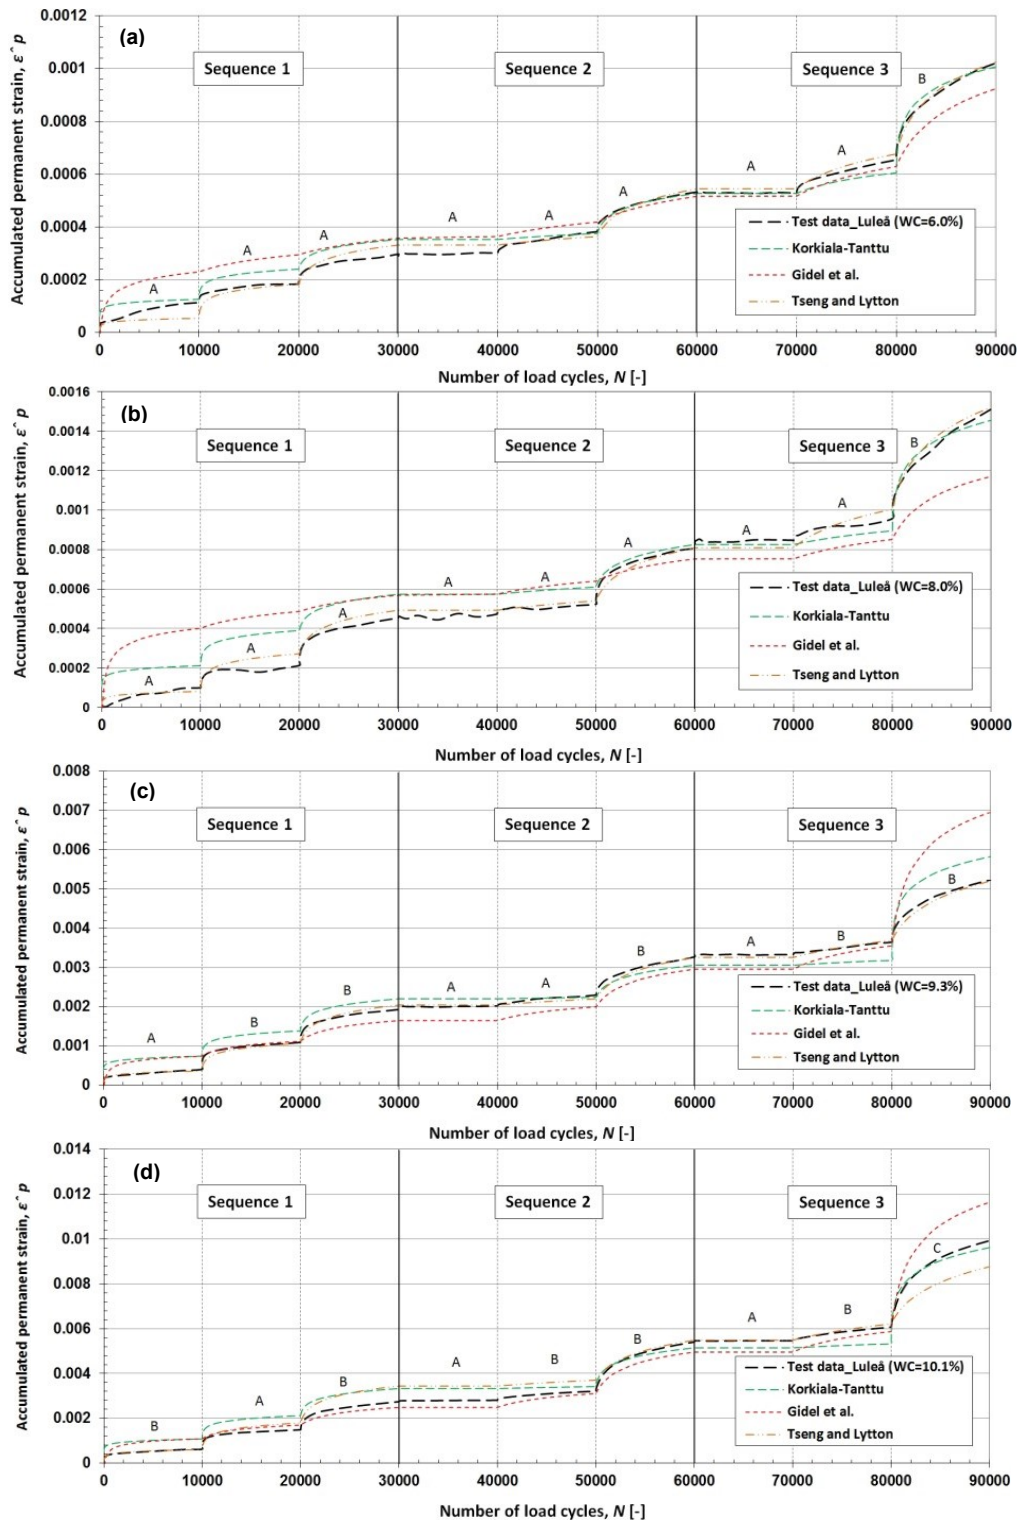 (a)
Accumulated permanent strain, ε^ p
0.0012
0.001
0.0008
0.0006
0.0004
0.0002
0
Sequence 1
Sequence 2
Sequence 3
A
A
A
A
A
A
A
A
B
Test data_Luleå (WC=6.0%)
Korkiala-Tanttu
Gidel et al.
Tseng and Lytton
0 10000 20000 30000 40000 50000 60000 70000 80000 90000
Number of load cycles, N [-]
(b)
Accumulated permanent strain, ε^ p
0.0016
0.0014
0.0012
0.001
0.0008
0.0006
0.0004
0.0002
0
Sequence 1
Sequence 2
Sequence 3
A
A
A
A
A
A
A
A
B
Test data_Luleå (WC=8.0%)
Korkiala-Tanttu
Gidel et al.
Tseng and Lytton
0 10000 20000 30000 40000 50000 60000 70000 80000 90000
Number of load cycles, N [-]
(c)
Accumulated permanent strain, ε^ p
0.008
0.007
0.006
0.005
0.004
0.003
0.002
0.001
0
Sequence 1
Sequence 2
Sequence 3
A
B
B
A
A
B
A
B
B
Test data_Luleå (WC=9.3%)
Korkiala-Tanttu
Gidel et al.
Tseng and Lytton
0 10000 20000 30000 40000 50000 60000 70000 80000 90000
Number of load cycles, N [-]
(d)
Accumulated permanent strain, ε^ p
0.014
0.012
0.01
0.008
0.006
0.004
0.002
0
Sequence 1
Sequence 2
Sequence 3
B
A
B
A
B
B
A
B
C
Test data_Luleå (WC=10.1%)
Korkiala-Tanttu
Gidel et al.
Tseng and Lytton
0 10000 20000 30000 40000 50000 60000 70000 80000 90000
Number of load cycles, N [-]